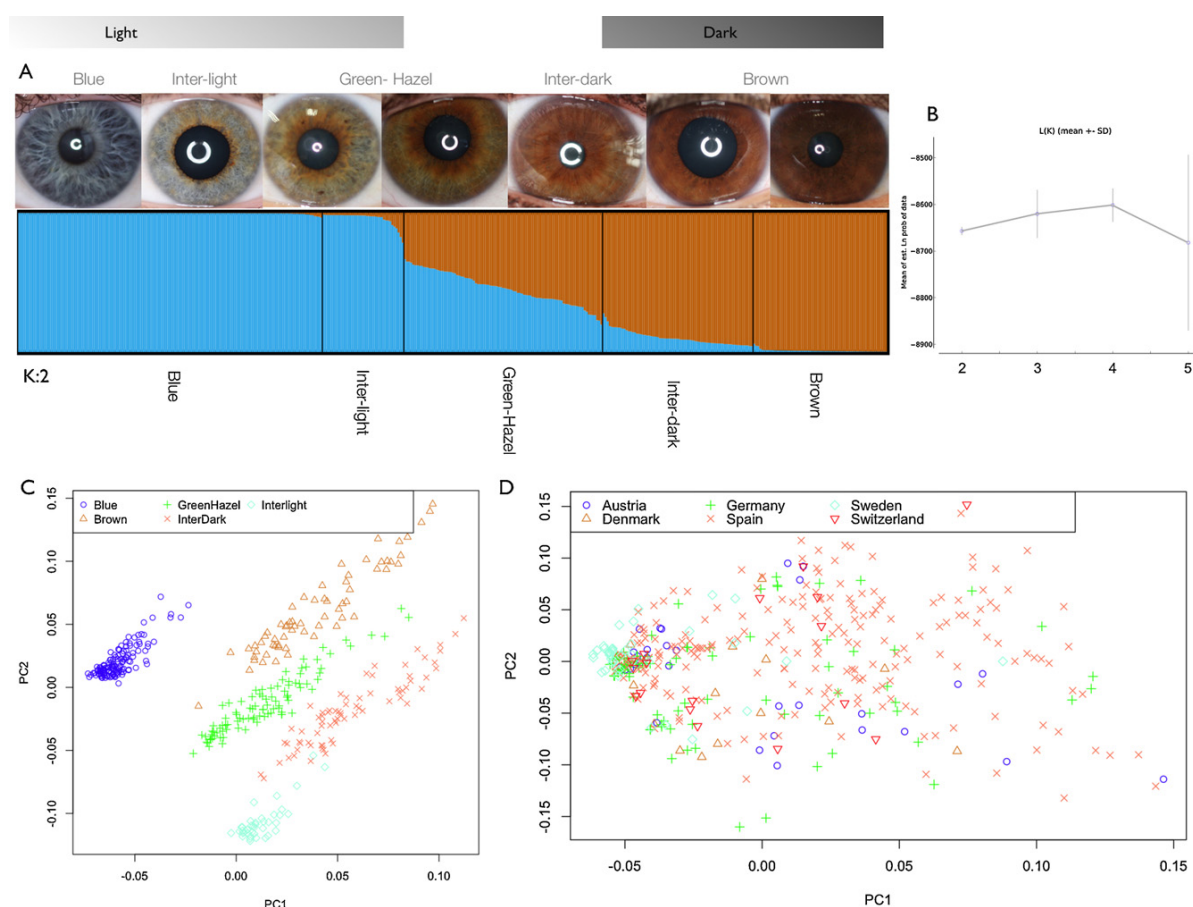 Light
Dark
A
Blue
Inter-light
Green- Hazel
Inter-dark
Brown
B
L(K) (mean +- SD)
Mean of est. Ln prob of data
-8500
-8600
-8700
-8800
-8900
2
3
4
5
K:2
Blue
Inter-light
Green-Hazel
Inter-dark
Brown
C
Blue
GreenHazel
Interlight
Brown
InterDark
PC2
0.15
0.10
0.05
0.00
-0.05
-0.10
-0.05
0.00
0.05
0.10
PC1
D
Austria
Germany
Sweden
Denmark
Spain
Switzerland
PC2
0.15
0.10
0.05
0.00
-0.05
-0.10
-0.15
-0.05
0.00
0.05
0.10
0.15
PC1